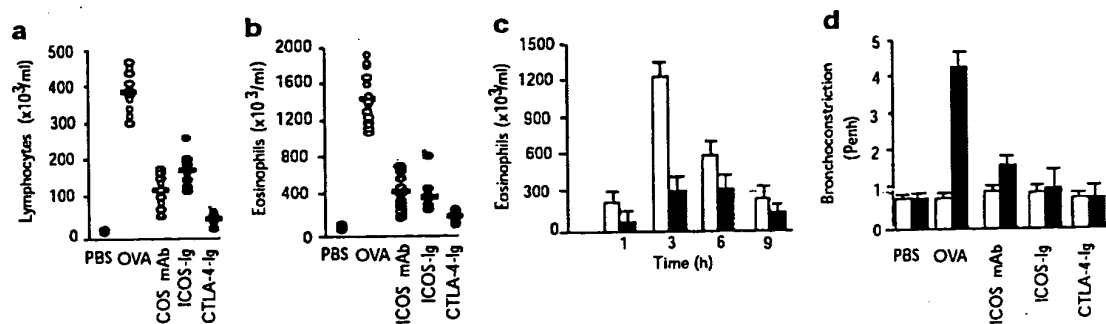 a
Lymphocytes (x10³/ml)
500
400
300
200
100
0
PBS
OVA
COS mAb
ICOS-Ig
CTLA-4-Ig
b
Eosinophils (x10³/ml)
2000
1600
1200
800
400
0
PBS
OVA
ICOS mAb
ICOS-Ig
CTLA-4-Ig
c
Eosinophils (x10³/ml)
1500
1200
900
600
300
0
1
3
6
9
Time (h)
d
Bronchoconstriction
(Penh)
5
4
3
2
1
0
PBS
OVA
ICOS mAb
ICOS-Ig
CTLA-4-Ig